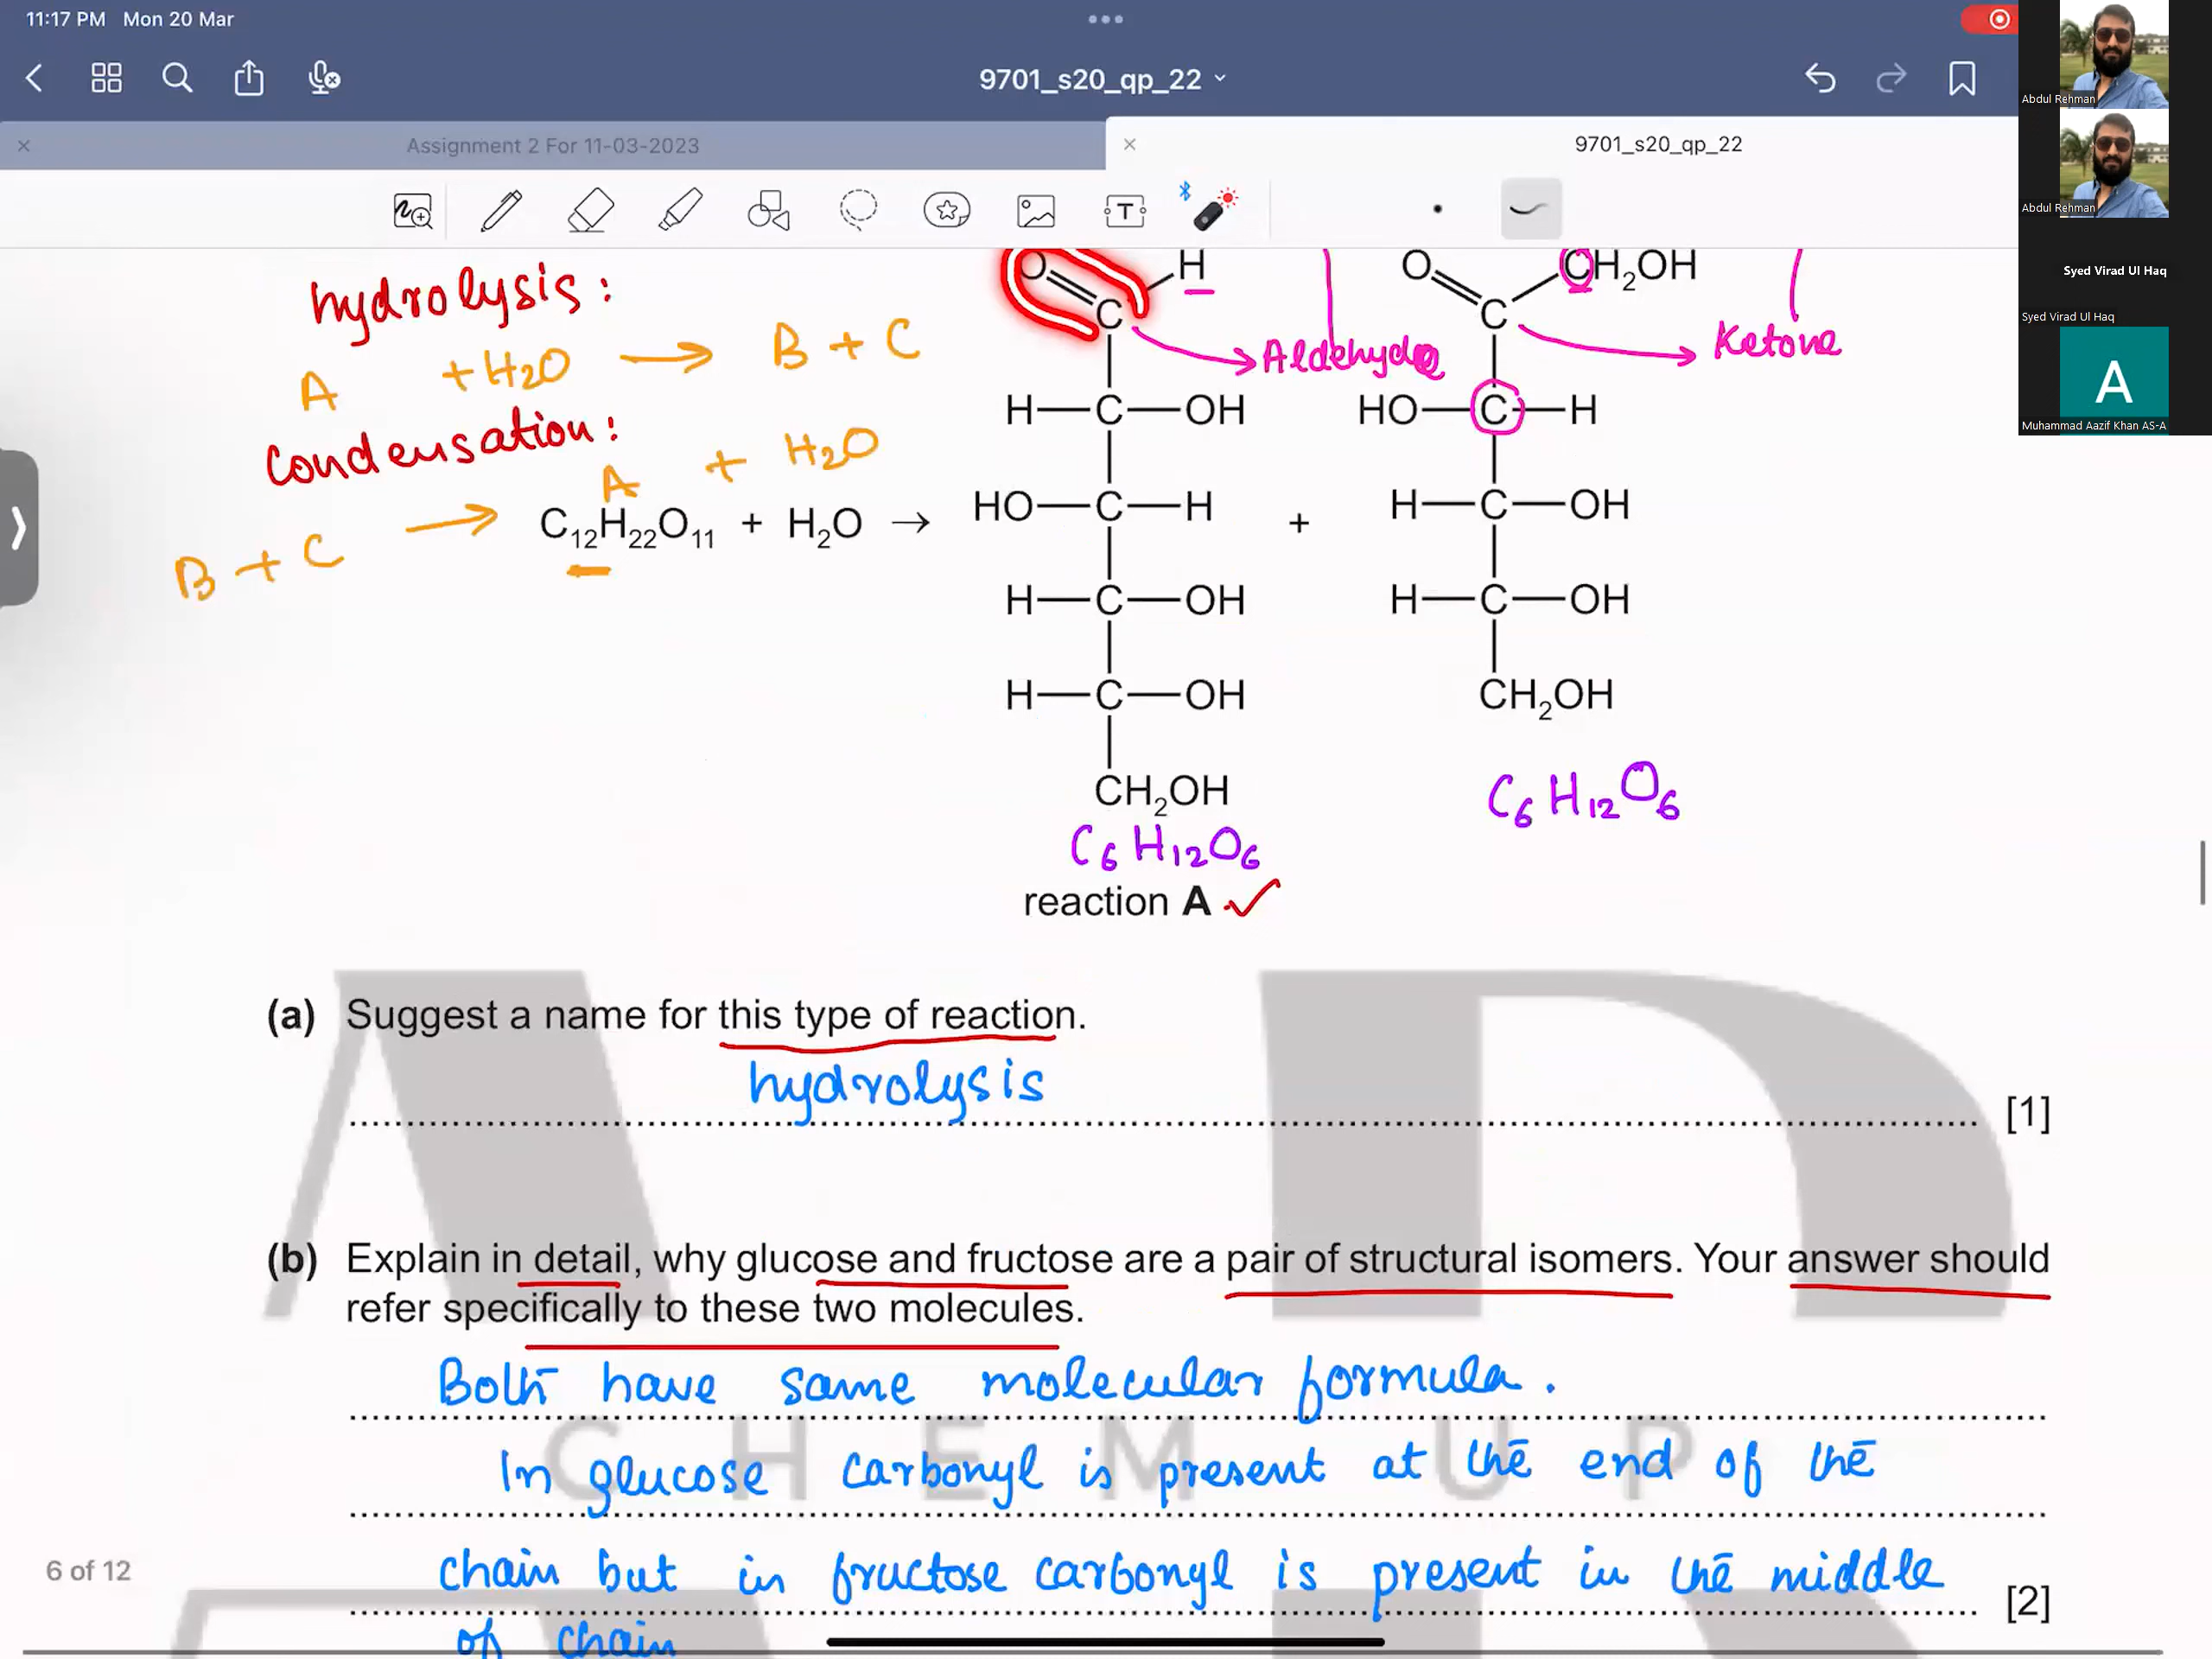 11:17 PM Mon 20 Mar
9701_s20_qp_22
Assignment 2 For 11-03-2023
9701_s20_qp_22
Abdul Rehman
Abdul Rehman
Syed Virad Ul Haq
Syed Virad Ul Haq
A
Muhammad Aazif Khan AS-A
hydrolysis:
A + H2O → B + C
Condensation:
B + C → A + H2O
C12H22O11 + H2O →
O H
C
Aldehyde
H—C—OH
HO—C—H
H—C—OH
H—C—OH
CH2OH
C6H12O6
+
O CH2OH
C
Ketone
HO—C—H
H—C—OH
H—C—OH
CH2OH
C6H12O6
reaction A ✓
(a) Suggest a name for this type of reaction.
hydrolysis
[1]
(b) Explain in detail, why glucose and fructose are a pair of structural isomers. Your answer should
refer specifically to these two molecules.
Both have same molecular formula.
In glucose carbonyl is present at the end of the
chain but in fructose carbonyl is present in the middle
[2]
of chain
CHEM UP
6 of 12